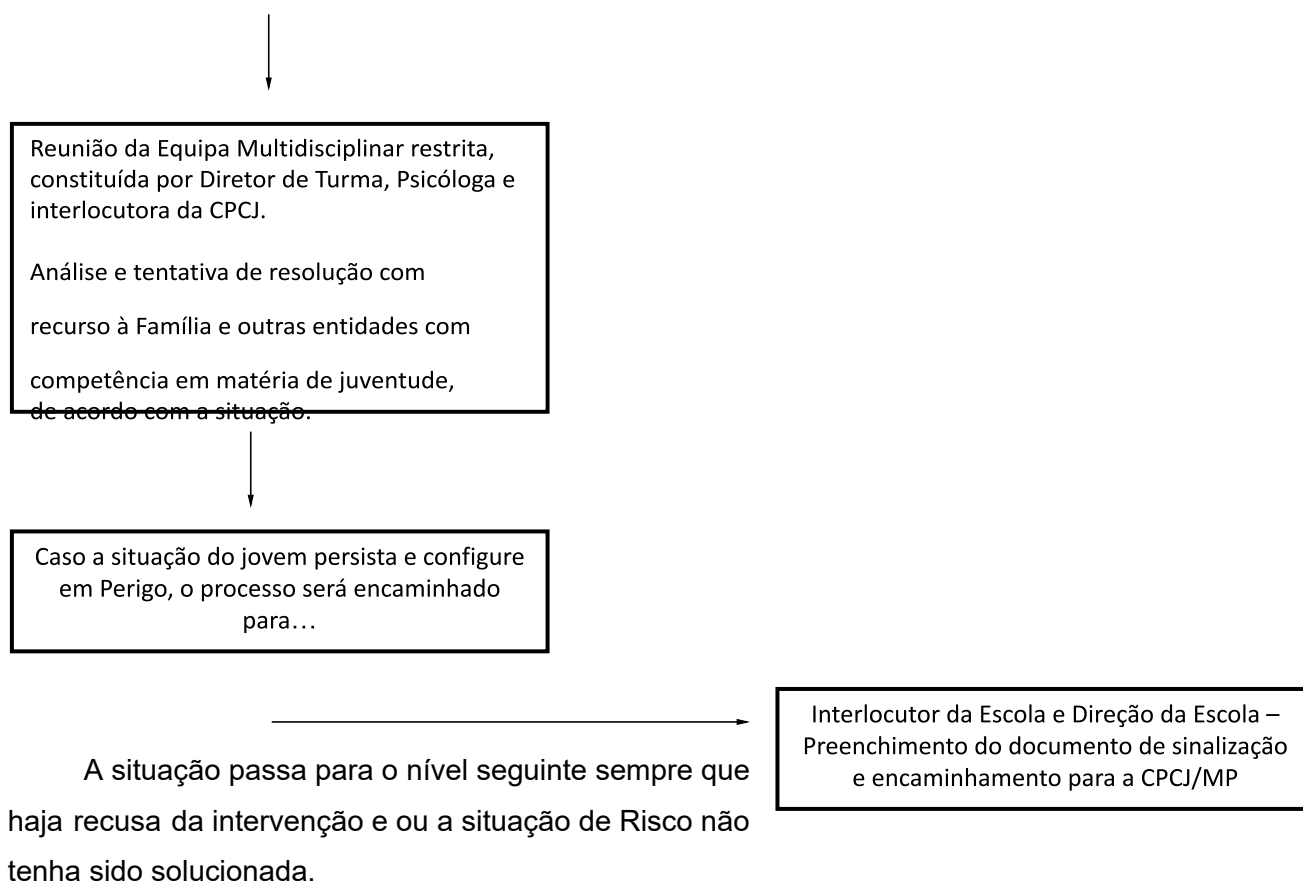 Reunião da Equipa Multidisciplinar restrita,
constituída por Diretor de Turma, Psicóloga e
interlocutora da CPCJ.
Análise e tentativa de resolução com
recurso à Família e outras entidades com
competência em matéria de juventude,
de acordo com a situação.
Caso a situação do jovem persista e configure
em Perigo, o processo será encaminhado
para…
Interlocutor da Escola e Direção da Escola –
Preenchimento do documento de sinalização
e encaminhamento para a CPCJ/MP
A situação passa para o nível seguinte sempre que
haja recusa da intervenção e ou a situação de Risco não
tenha sido solucionada.